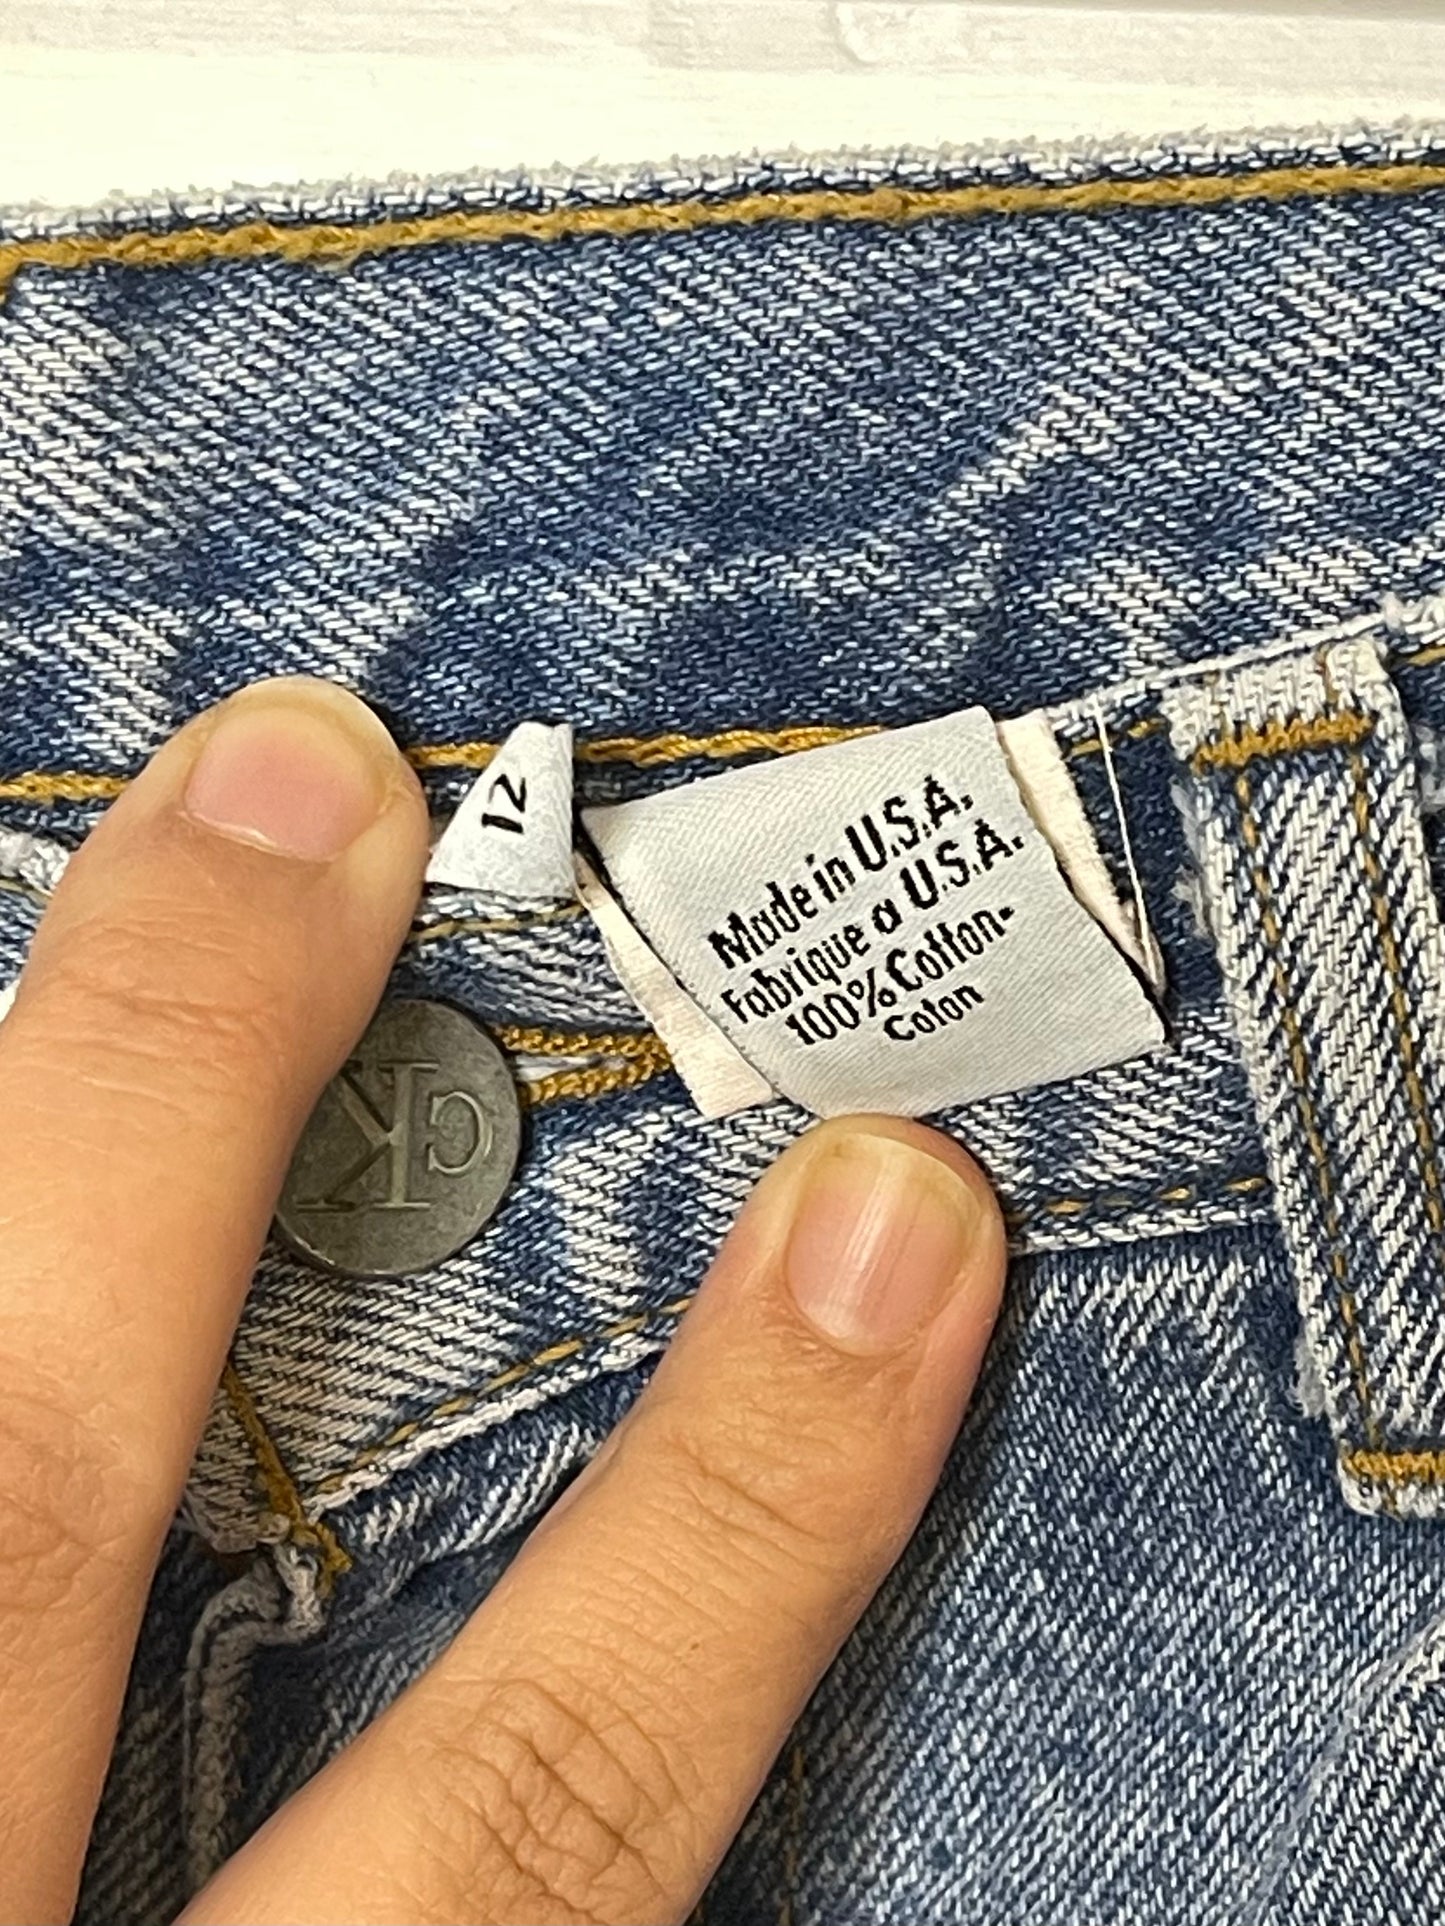 12
Made in U.S.A.
Fabrique a U.S.A.
100% Cotton-
Coton
CK